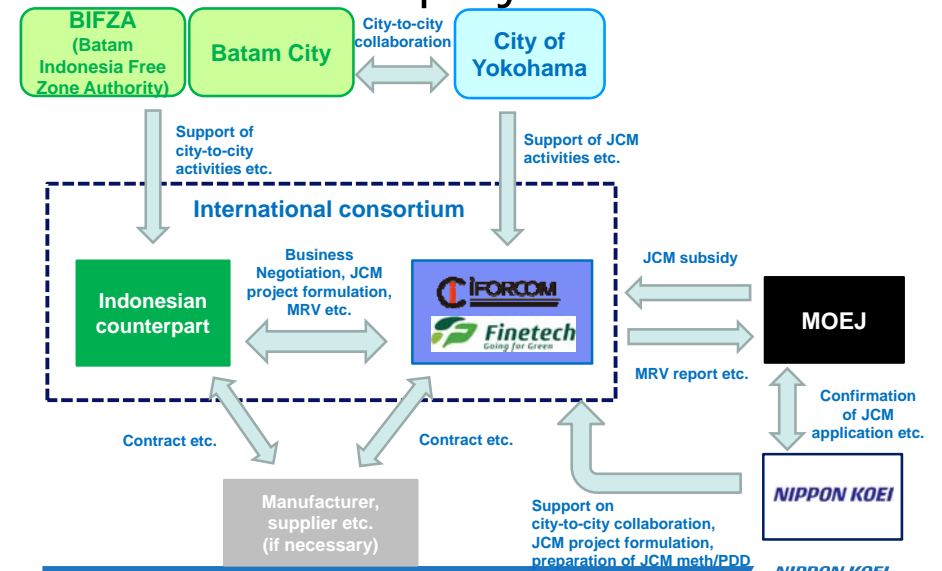 BIFZA
(Batam
Indonesia Free
Zone Authority)
Batam City
City-to-city
collaboration
City of
Yokohama
Support of
city-to-city
activities etc.
Support of JCM
activities etc.
International consortium
Business
Negotiation, JCM
project formulation,
MRV etc.
Indonesian
counterpart
iFORCOM
Finetech
Going for Green
JCM subsidy
MOEJ
MRV report etc.
Confirmation
of JCM
application etc.
Contract etc.
Contract etc.
Manufacturer,
supplier etc.
(if necessary)
Support on
city-to-city collaboration,
JCM project formulation,
preparation of JCM meth/PDD
NIPPON KOEI
NIPPON KOEI